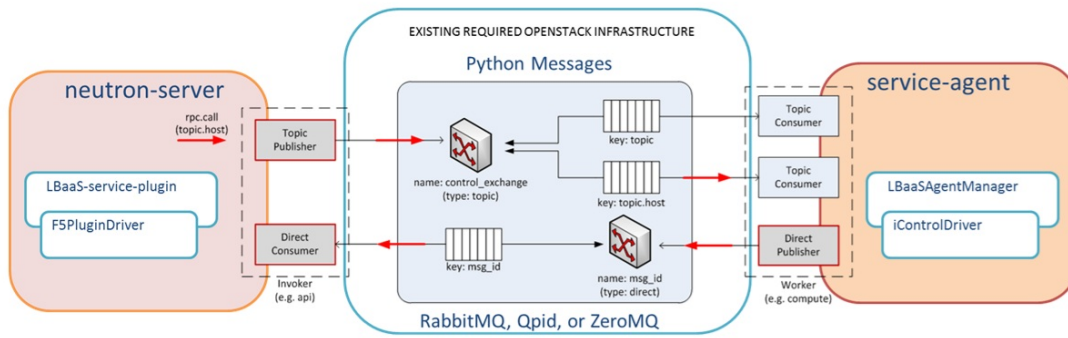 EXISTING REQUIRED OPENSTACK INFRASTRUCTURE
Python Messages
neutron-server
rpc.call
(topic.host)
LBaaS-service-plugin
F5PluginDriver
Topic
Publisher
Direct
Consumer
Invoker
(e.g. api)
name: control_exchange
(type: topic)
key: topic
key: topic.host
key: msg_id
name: msg_id
(type: direct)
RabbitMQ, Qpid, or ZeroMQ
Topic
Consumer
Topic
Consumer
Direct
Publisher
Worker
(e.g. compute)
service-agent
LBaaSAgentManager
iControlDriver